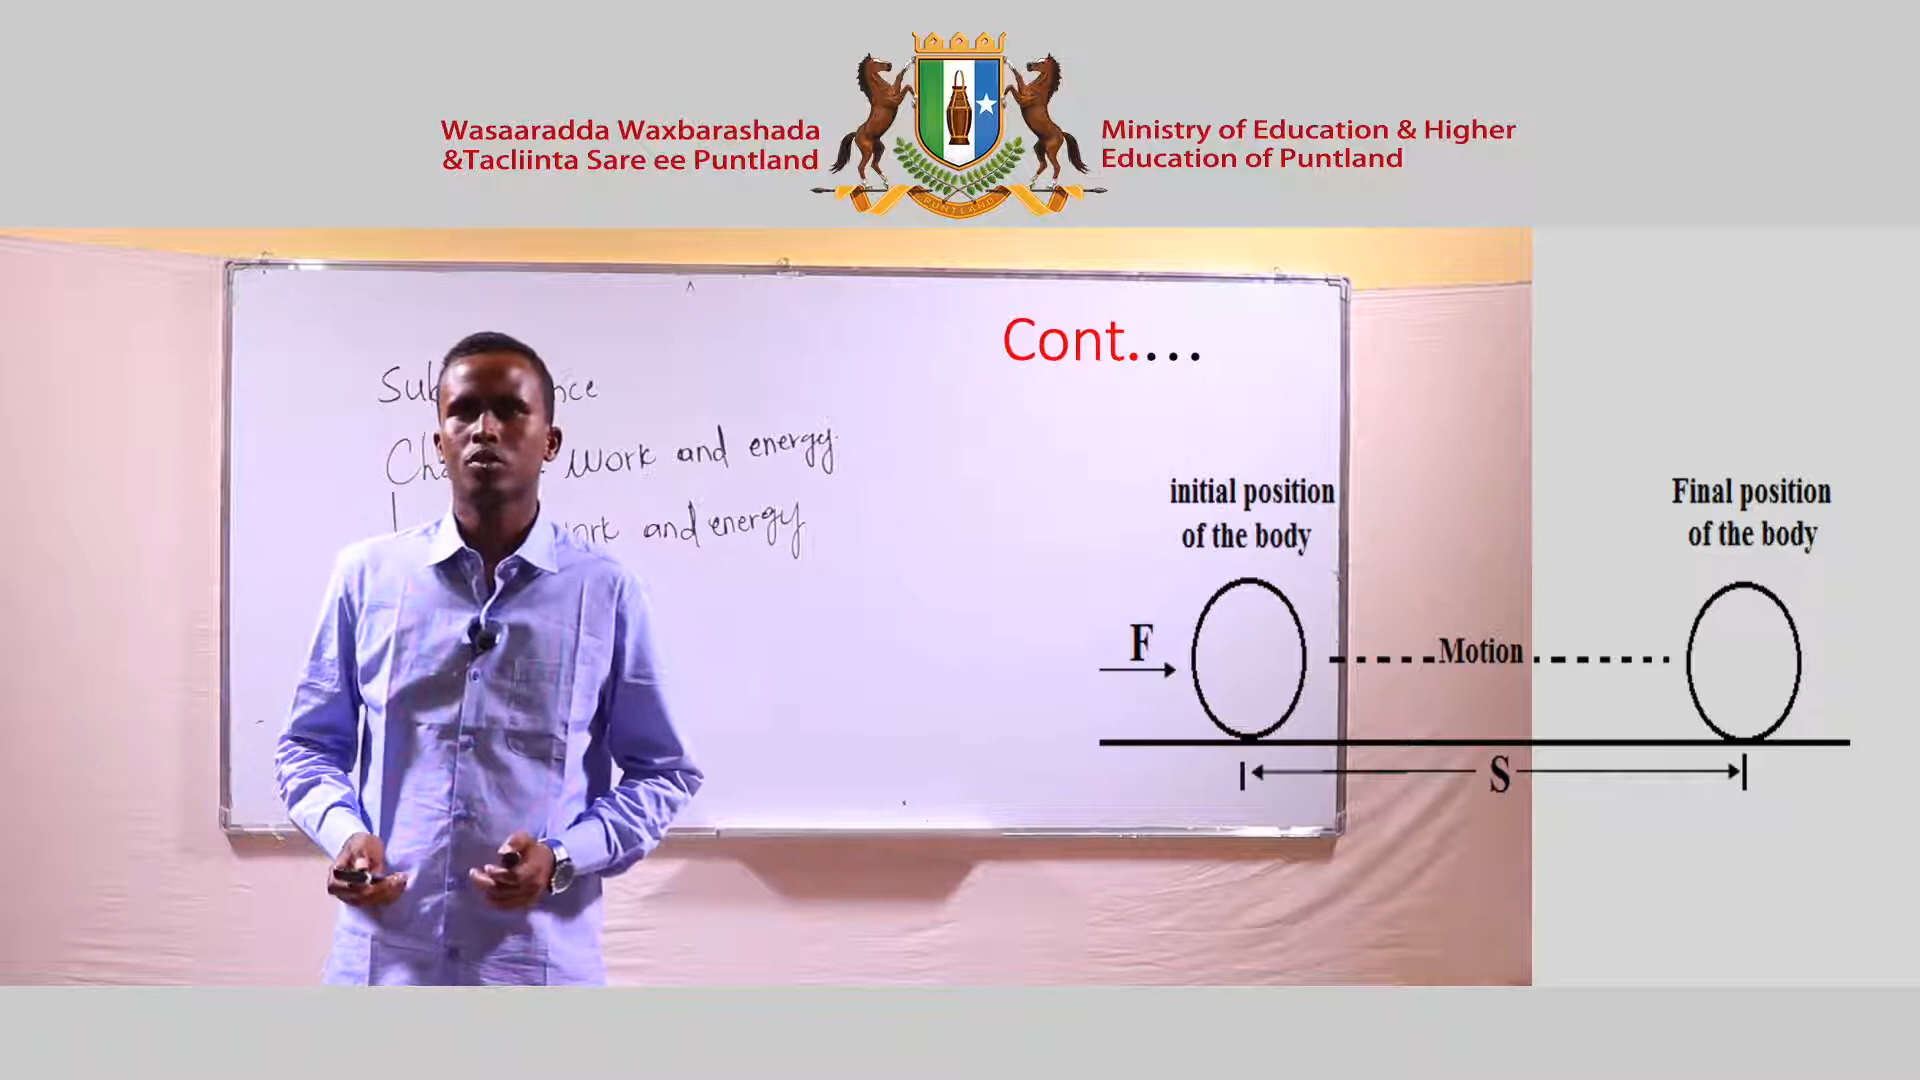 Wasaaradda Waxbarashada
&Tacliinta Sare ee Puntland
Ministry of Education & Higher
Education of Puntland
PUNTLAND
Cont....
Work and energy
and energy
initial position
of the body
Final position
of the body
F
Motion
S